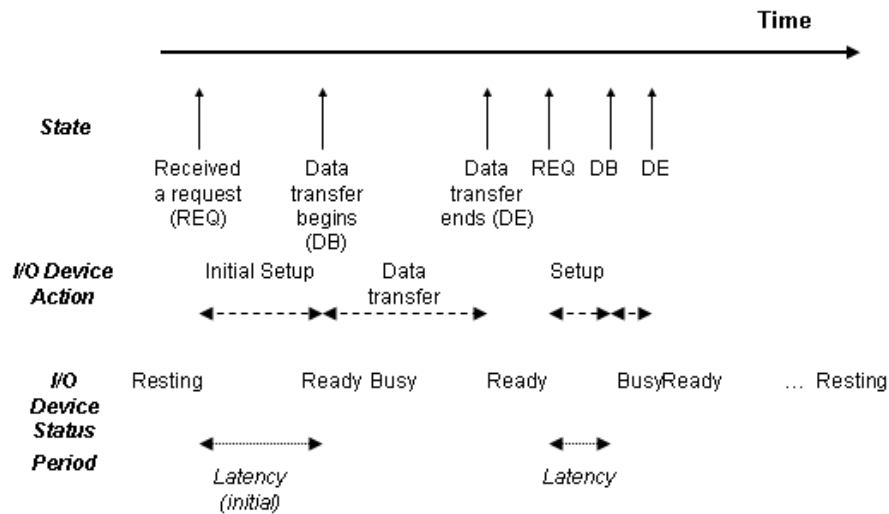 Time
State
Received a request (REQ)
Data transfer begins (DB)
Data transfer ends (DE)
REQ
DB
DE
I/O Device Action
Initial Setup
Data transfer
Setup
I/O Device Status
Resting
Ready
Busy
Ready
BusyReady
... Resting
Period
Latency (initial)
Latency